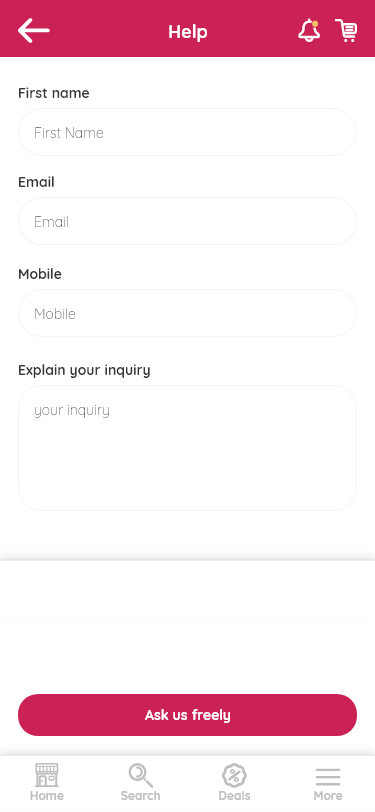 Help
First name
First Name
Email
Email
Mobile
Mobile
Explain your inquiry
your inquiry
Ask us freely
Home Search Deals More